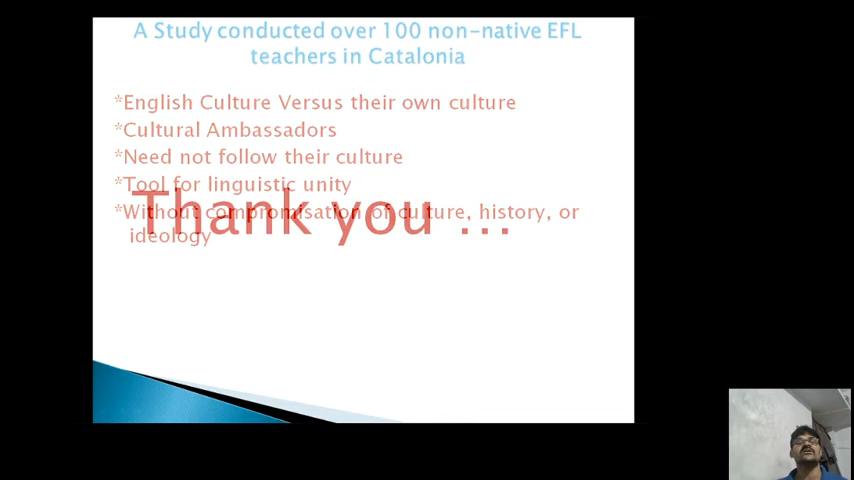 A Study conducted over 100 non-native EFL
teachers in Catalonia
*English Culture Versus their own culture
*Cultural Ambassadors
*Need not follow their culture
*Tool for linguistic unity
*Without compromisation of culture, history, or
ideology
Thank you ...